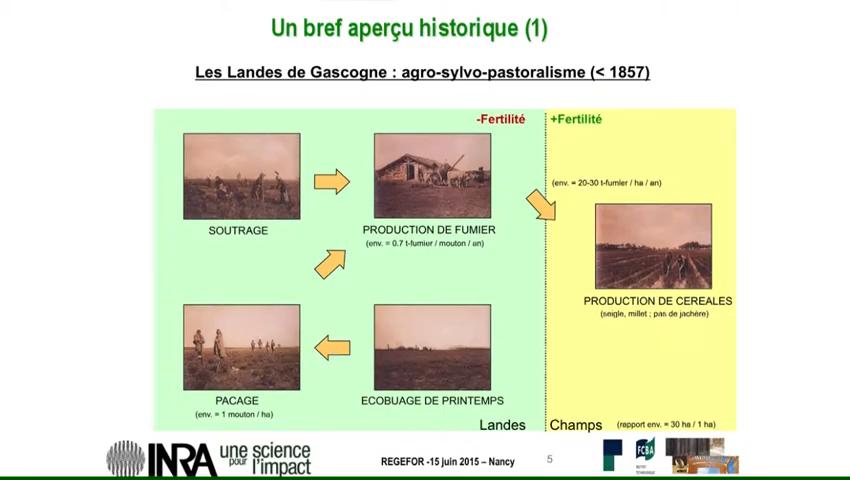 Un bref aperçu historique (1)
Les Landes de Gascogne : agro-sylvo-pastoralisme (< 1857)
-Fertilité
+Fertilité
(env. = 20-30 t-fumier / ha / an)
SOUTRAGE
PRODUCTION DE FUMIER
(env. = 0.7 t-fumier / mouton / an)
PRODUCTION DE CEREALES
(seigle, millet ; pas de jachère)
PACAGE
(env. = 1 mouton / ha)
ECOBUAGE DE PRINTEMPS
Landes
Champs
(rapport env. = 30 ha / 1 ha)
INRA
une science
pour l'impact
REGEFOR -15 juin 2015 – Nancy
5
FCBA
INSTITUT
TECHNOLOGIQUE